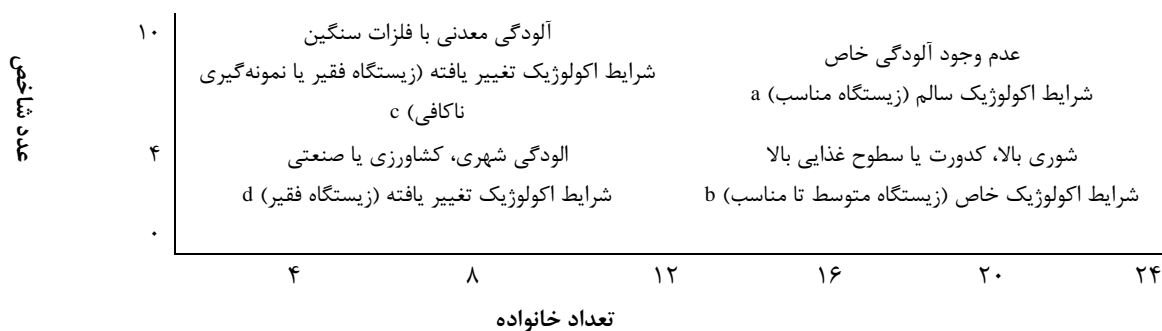 عدد شاخص
۱۰
۴
۰
عدم وجود آلودگی خاص
شرایط اکولوژیک سالم (زیستگاه مناسب) a
آلودگی معدنی با فلزات سنگین
شرایط اکولوژیک تغییر یافته (زیستگاه فقیر یا نمونه‌گیری
ناکافی) c
شوری بالا، کدورت یا سطوح غذایی بالا
شرایط اکولوژیک خاص (زیستگاه متوسط تا مناسب) b
الودگی شهری، کشاورزی یا صنعتی
شرایط اکولوژیک تغییر یافته (زیستگاه فقیر) d
۴ ۸ ۱۲ ۱۶ ۲۰ ۲۴
تعداد خانواده